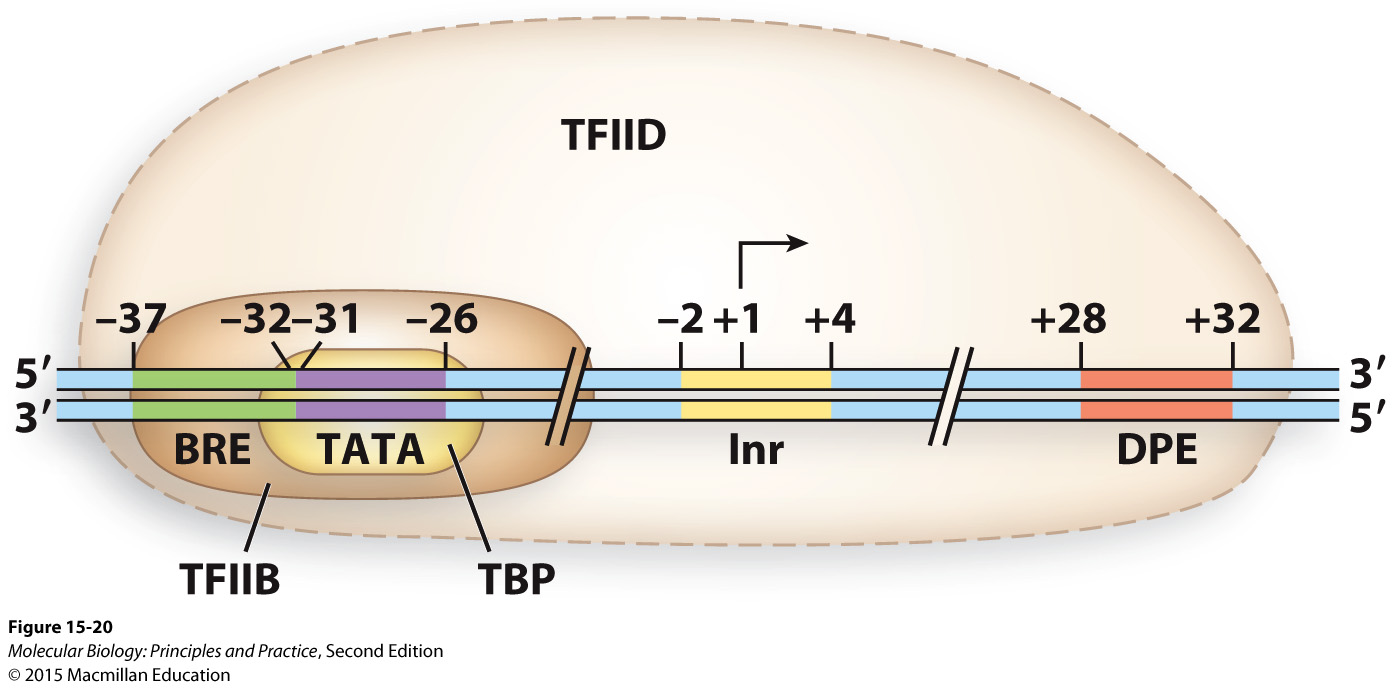 TFIID
–37 –32 –31 –26 –2 +1 +4 +28 +32
5′ 3′
3′ 5′
BRE TATA Inr DPE
TFIIB TBP
Figure 15-20
Molecular Biology: Principles and Practice, Second Edition
© 2015 Macmillan Education